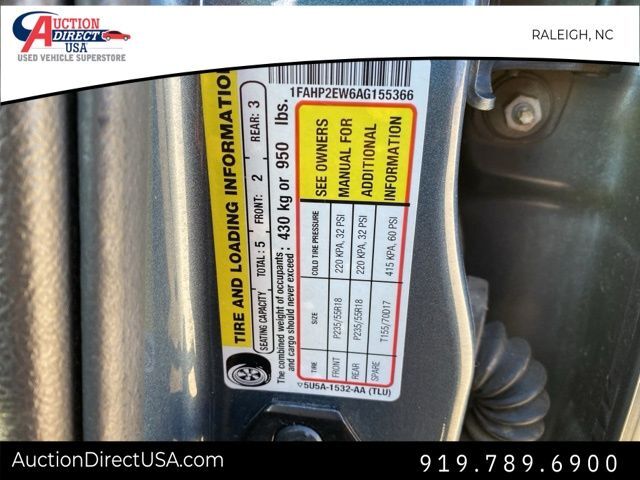 AUCTION
DIRECT
USA
USED VEHICLE SUPERSTORE
RALEIGH, NC
1FAHP2EW6AG155366
TIRE AND LOADING INFORMATION
SEATING CAPACITY TOTAL: 5 FRONT: 2 REAR: 3
The combined weight of occupants and cargo should never exceed: 430 kg or 950 lbs.
TIRE SIZE COLD TIRE PRESSURE
FRONT P235/55R18 220 KPA, 32 PSI
REAR P235/55R18 220 KPA, 32 PSI
SPARE T155/70D17 415 KPA, 60 PSI
SEE OWNERS
MANUAL FOR
ADDITIONAL
INFORMATION
5U5A-1532-AA (TLU)
AuctionDirectUSA.com
919.789.6900